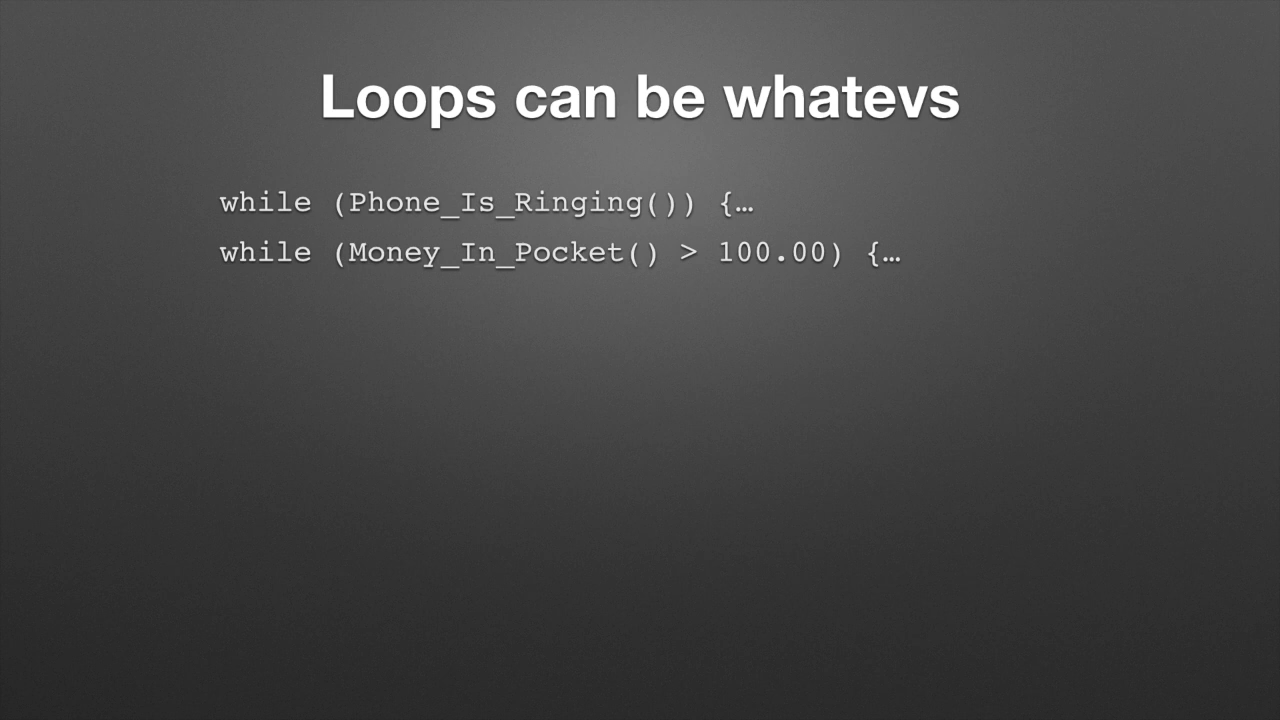 Loops can be whatevs
while (Phone_Is_Ringing()) {…
while (Money_In_Pocket() > 100.00) {…